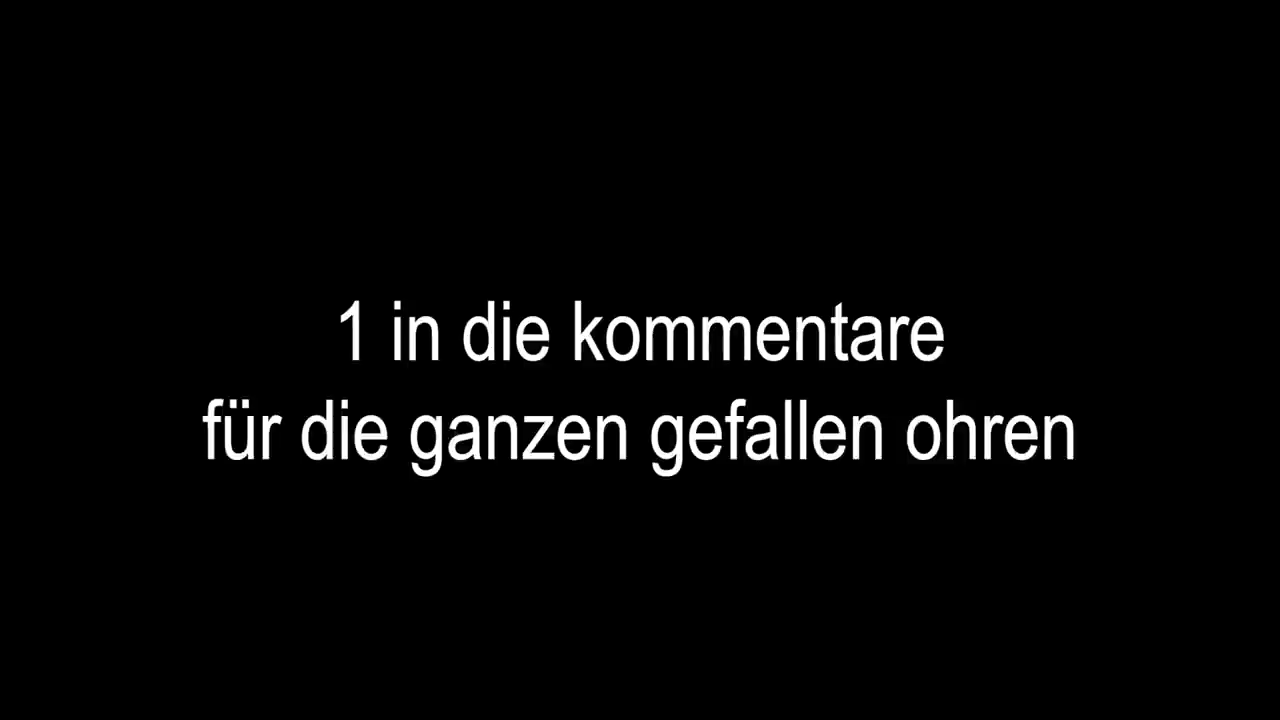 1 in die kommentare
für die ganzen gefallen ohren